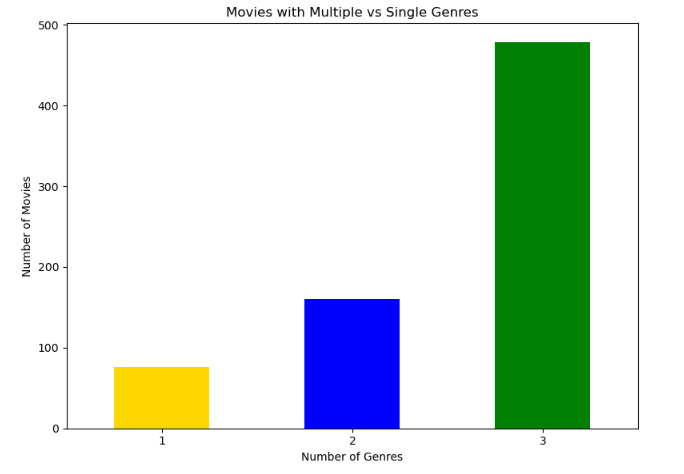 Movies with Multiple vs Single Genres
500
400
300
200
100
0
Number of Movies
1 2 3
Number of Genres